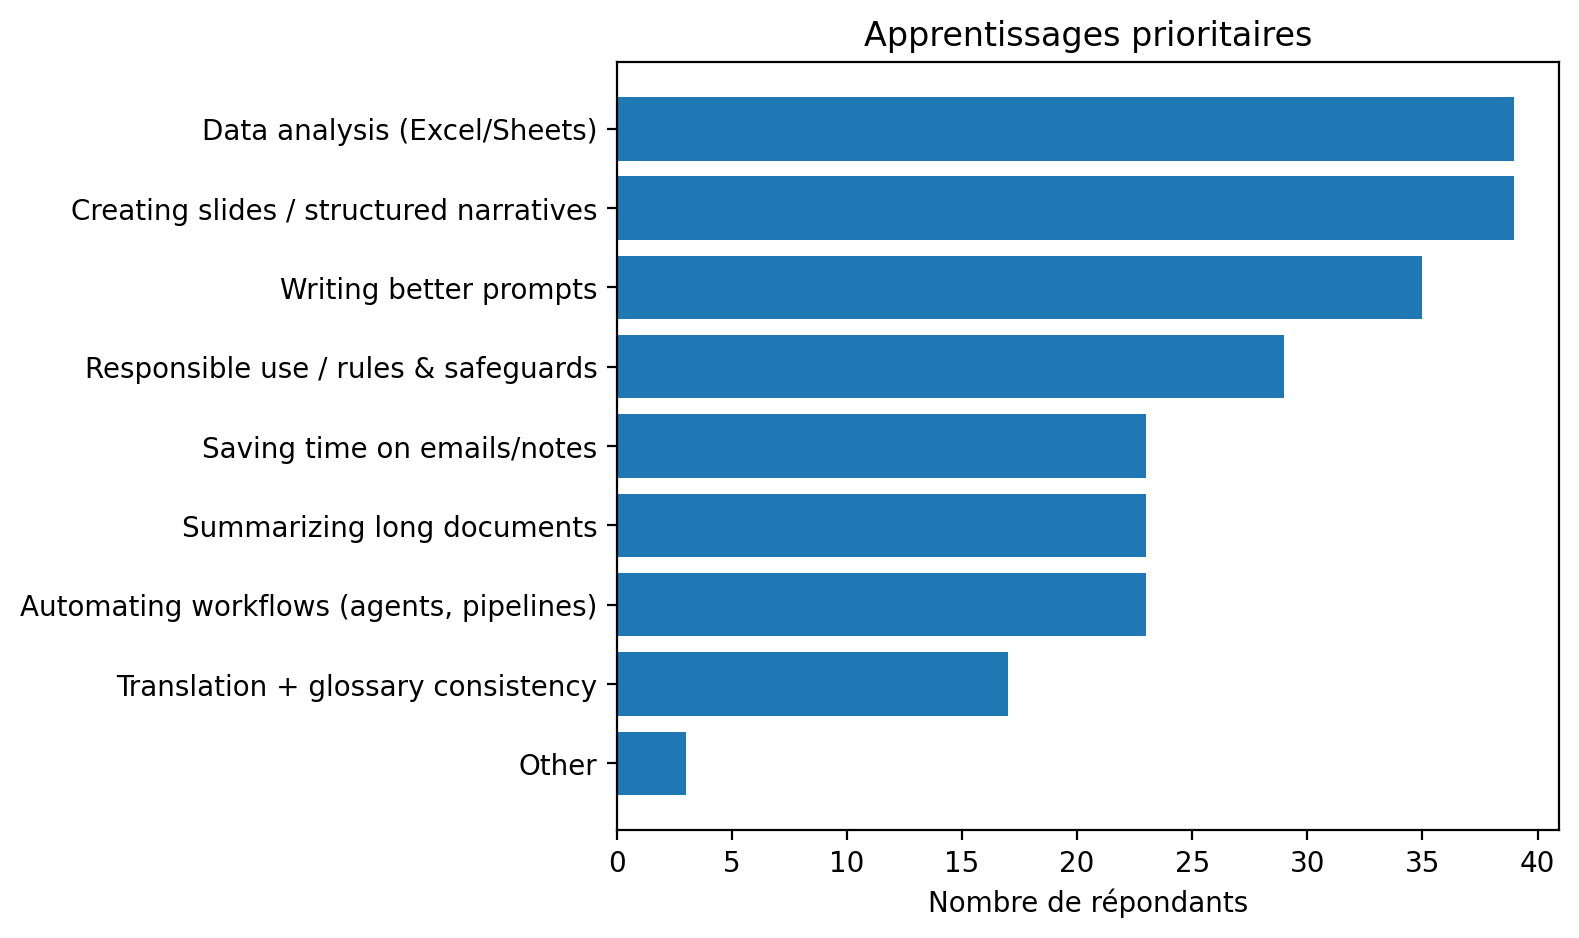 Apprentissages prioritaires
Data analysis (Excel/Sheets)
Creating slides / structured narratives
Writing better prompts
Responsible use / rules & safeguards
Saving time on emails/notes
Summarizing long documents
Automating workflows (agents, pipelines)
Translation + glossary consistency
Other
0 5 10 15 20 25 30 35 40
Nombre de répondants